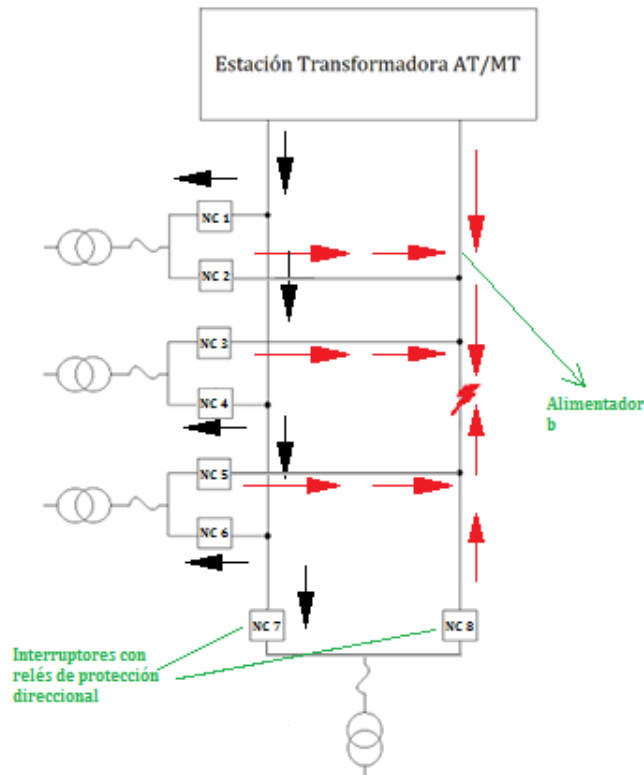 Estación Transformadora AT/MT
NC 1
NC 2
NC 3
NC 4
NC 5
NC 6
NC 7
NC 8
Alimentador
b
Interruptores con
relés de protección
direccional